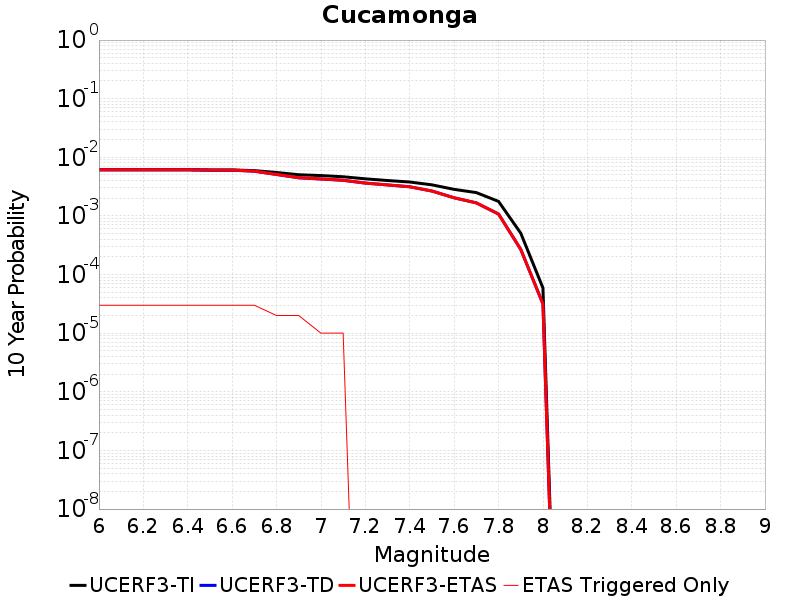 Cucamonga
10 Year Probability
10^0
10^-1
10^-2
10^-3
10^-4
10^-5
10^-6
10^-7
10^-8
6 6.2 6.4 6.6 6.8 7 7.2 7.4 7.6 7.8 8 8.2 8.4 8.6 8.8 9
Magnitude
UCERF3-TI UCERF3-TD UCERF3-ETAS ETAS Triggered Only